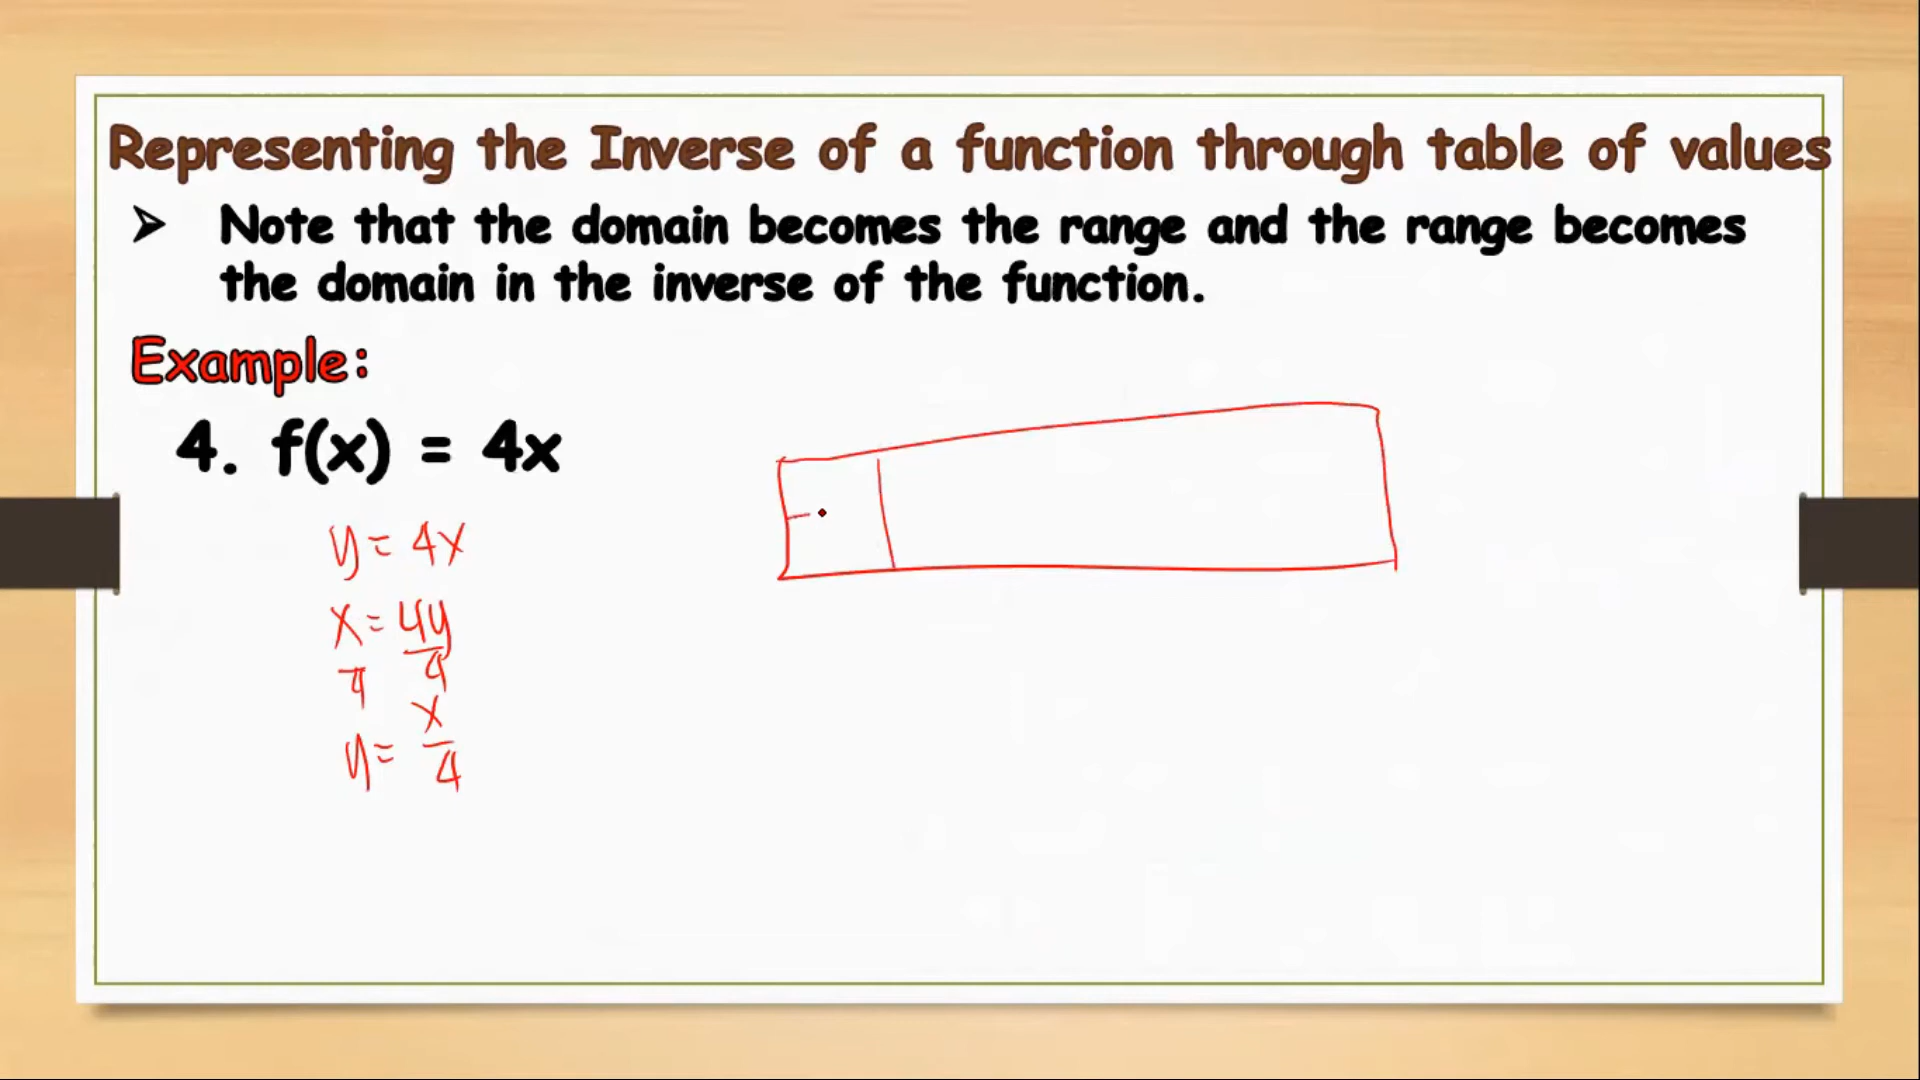 Representing the Inverse of a function through table of values
➢ Note that the domain becomes the range and the range becomes
the domain in the inverse of the function.
Example:
4. f(x) = 4x
y = 4x
x = 4y
4 4
y = x
4